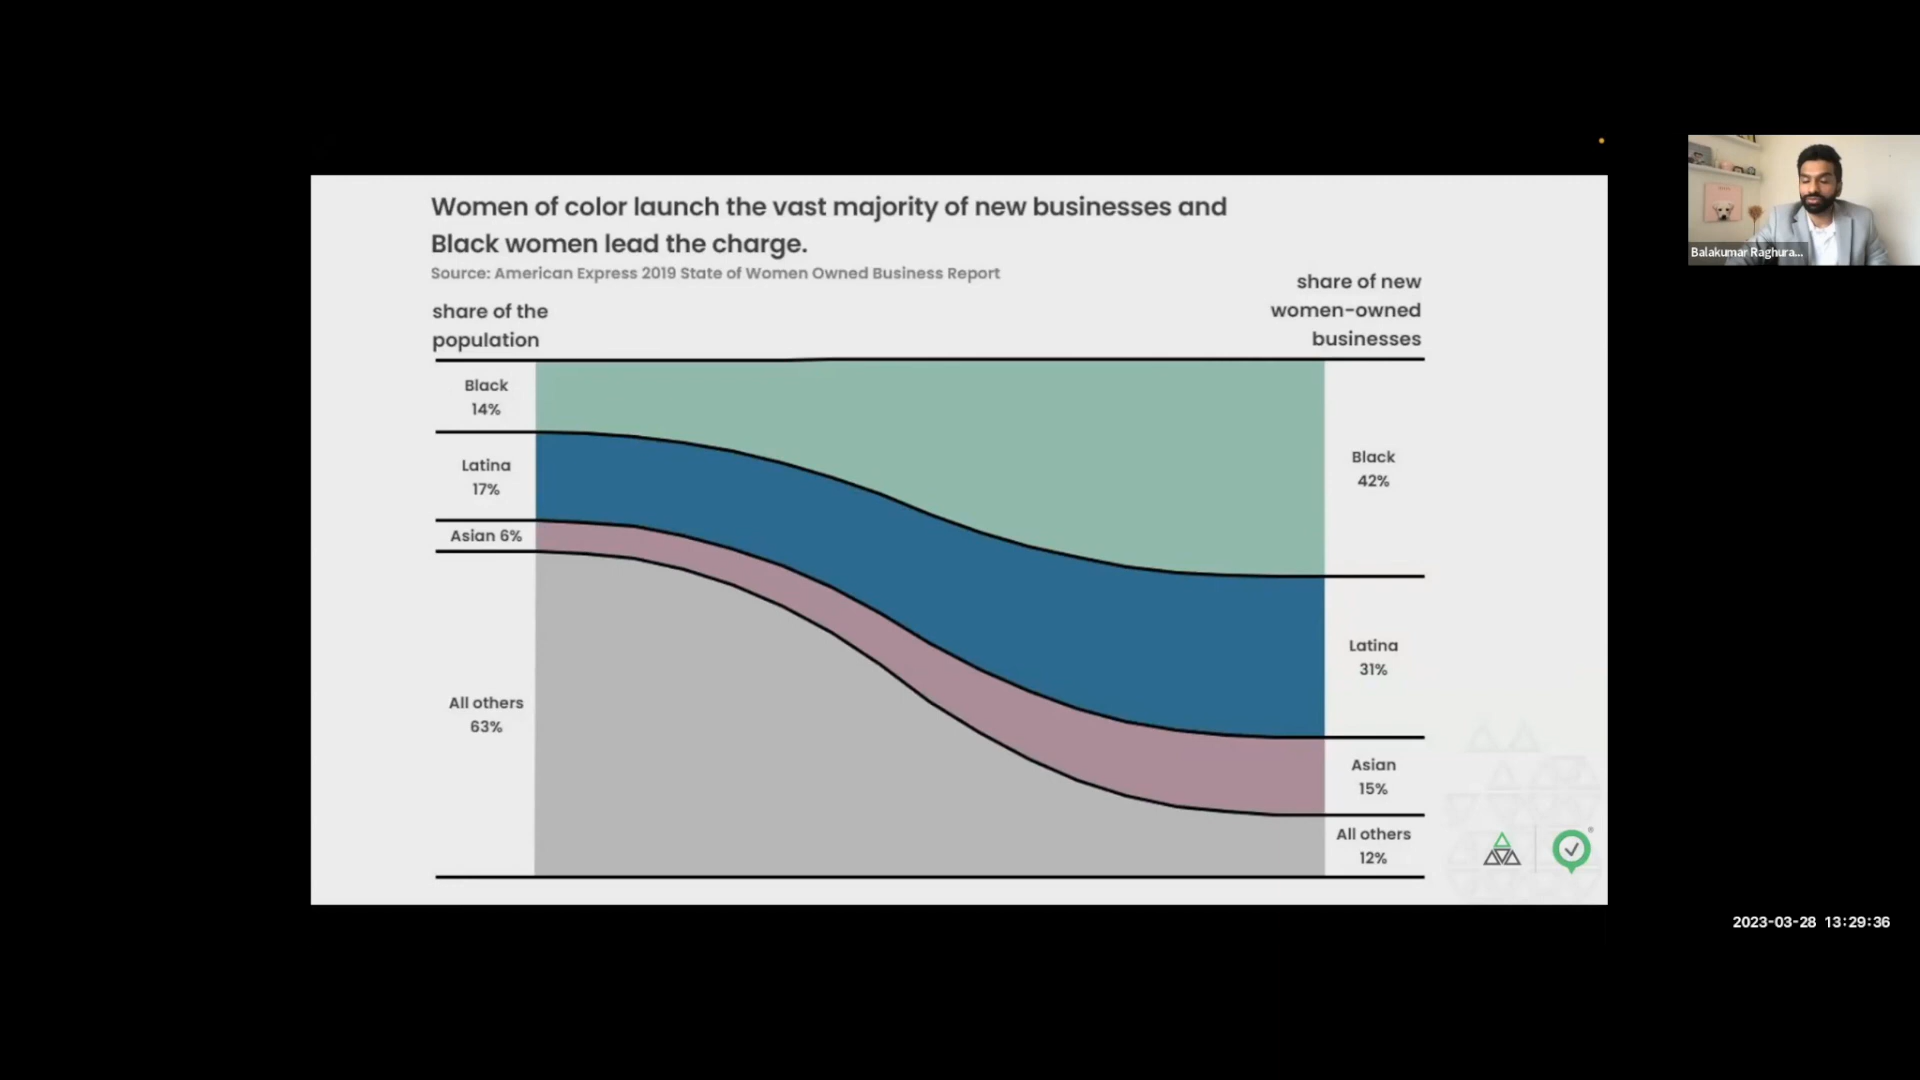 Women of color launch the vast majority of new businesses and
Black women lead the charge.
Source: American Express 2019 State of Women Owned Business Report
share of the
population
share of new
women-owned
businesses
Black
14%
Latina
17%
Asian 6%
All others
63%
Black
42%
Latina
31%
Asian
15%
All others
12%
Balakumar Raghura...
2023-03-28 13:29:36